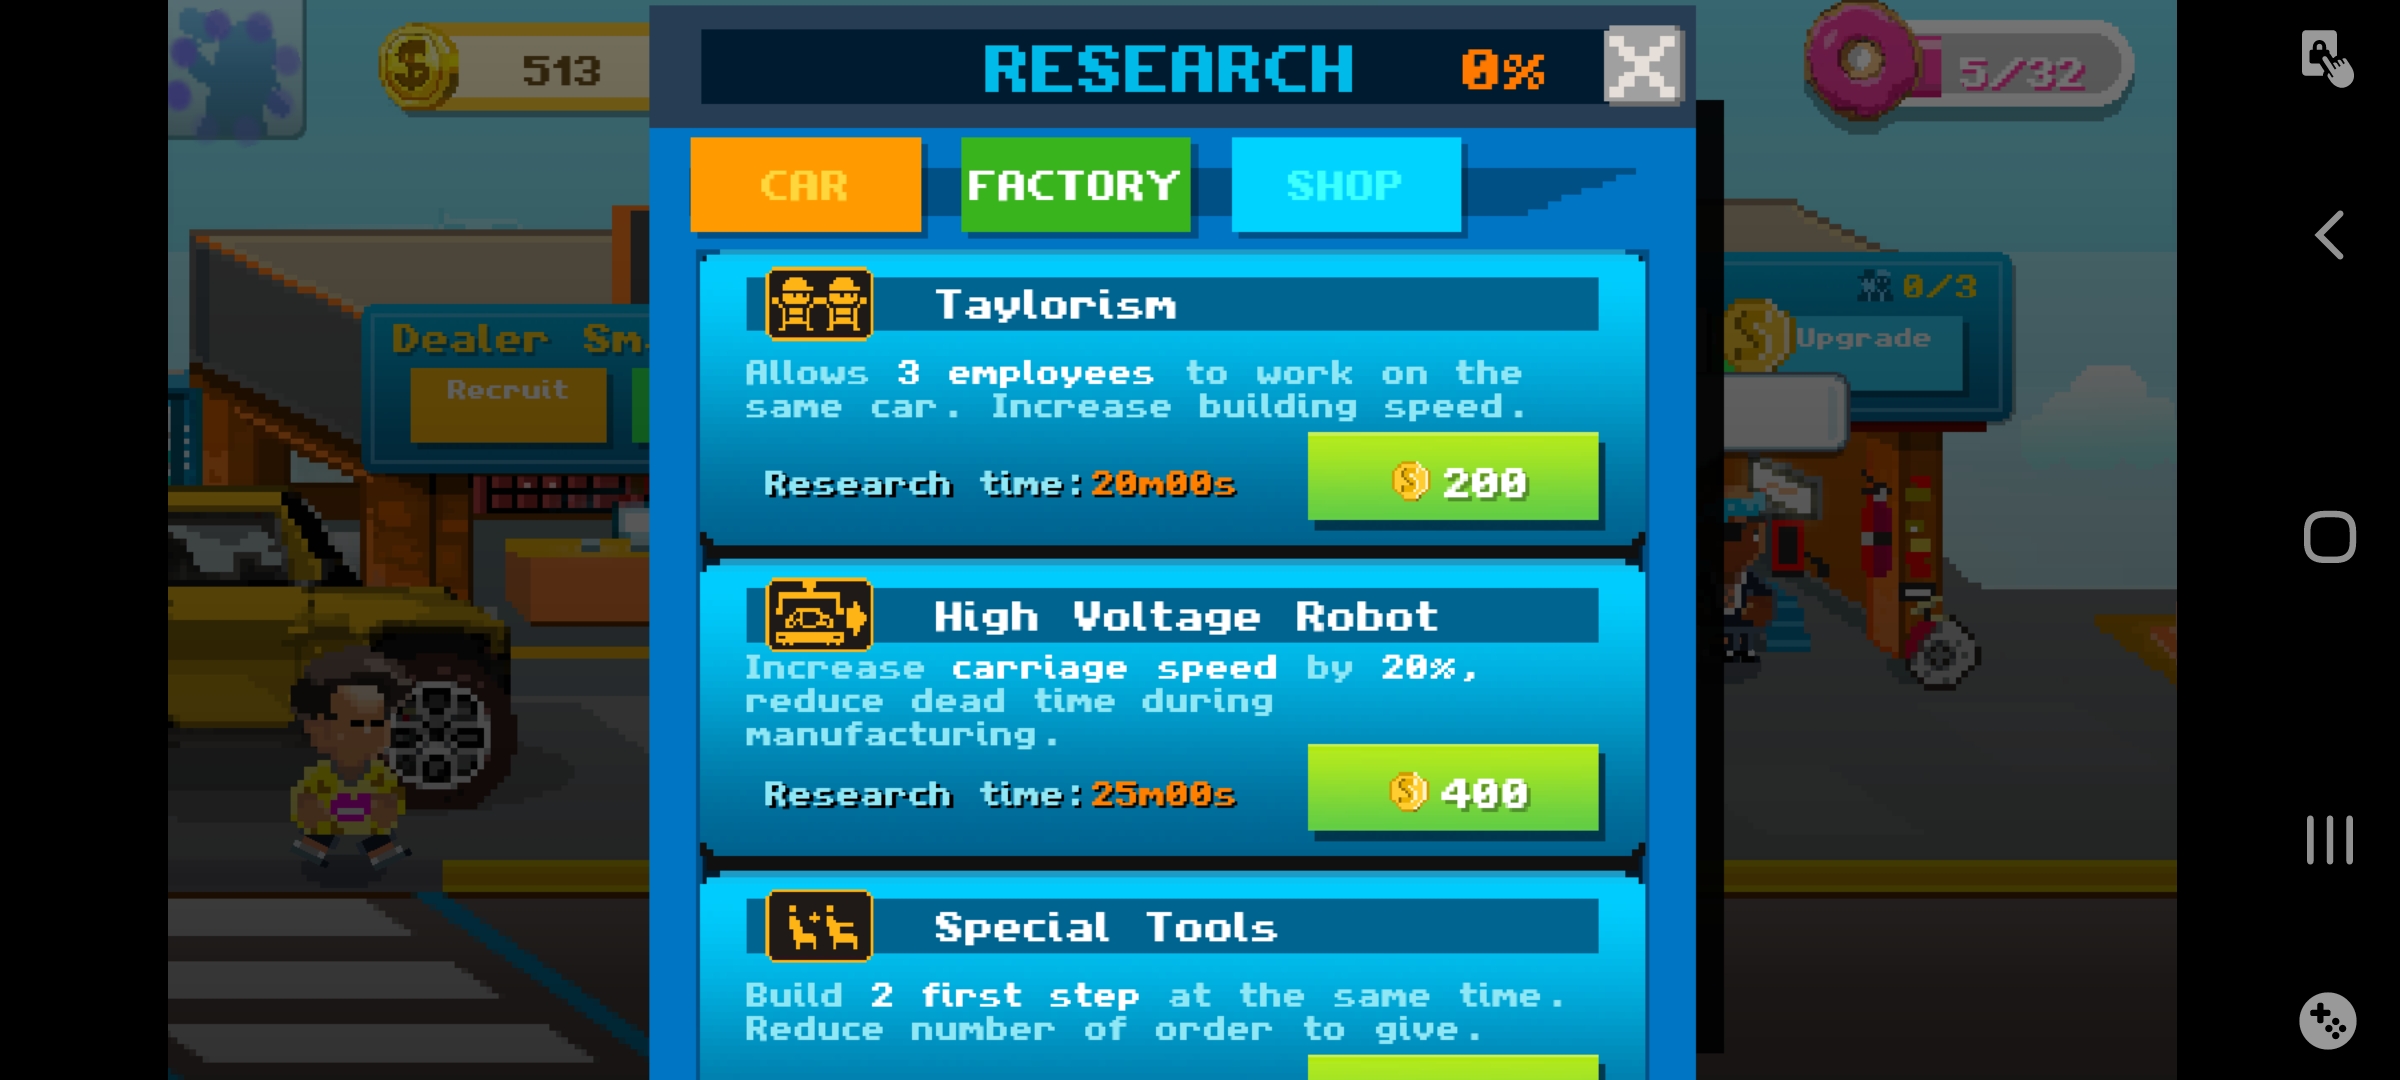 513
RESEARCH 0%
5/32
CAR FACTORY SHOP
Taylorism
Allows 3 employees to work on the
same car. Increase building speed.
Research time:20m00s
200
High Voltage Robot
Increase carriage speed by 20%,
reduce dead time during
manufacturing.
Research time:25m00s
400
Special Tools
Build 2 first step at the same time.
Reduce number of order to give.
Dealer Sm
Recruit
0/3
Upgrade